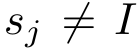 s_j ≠ I